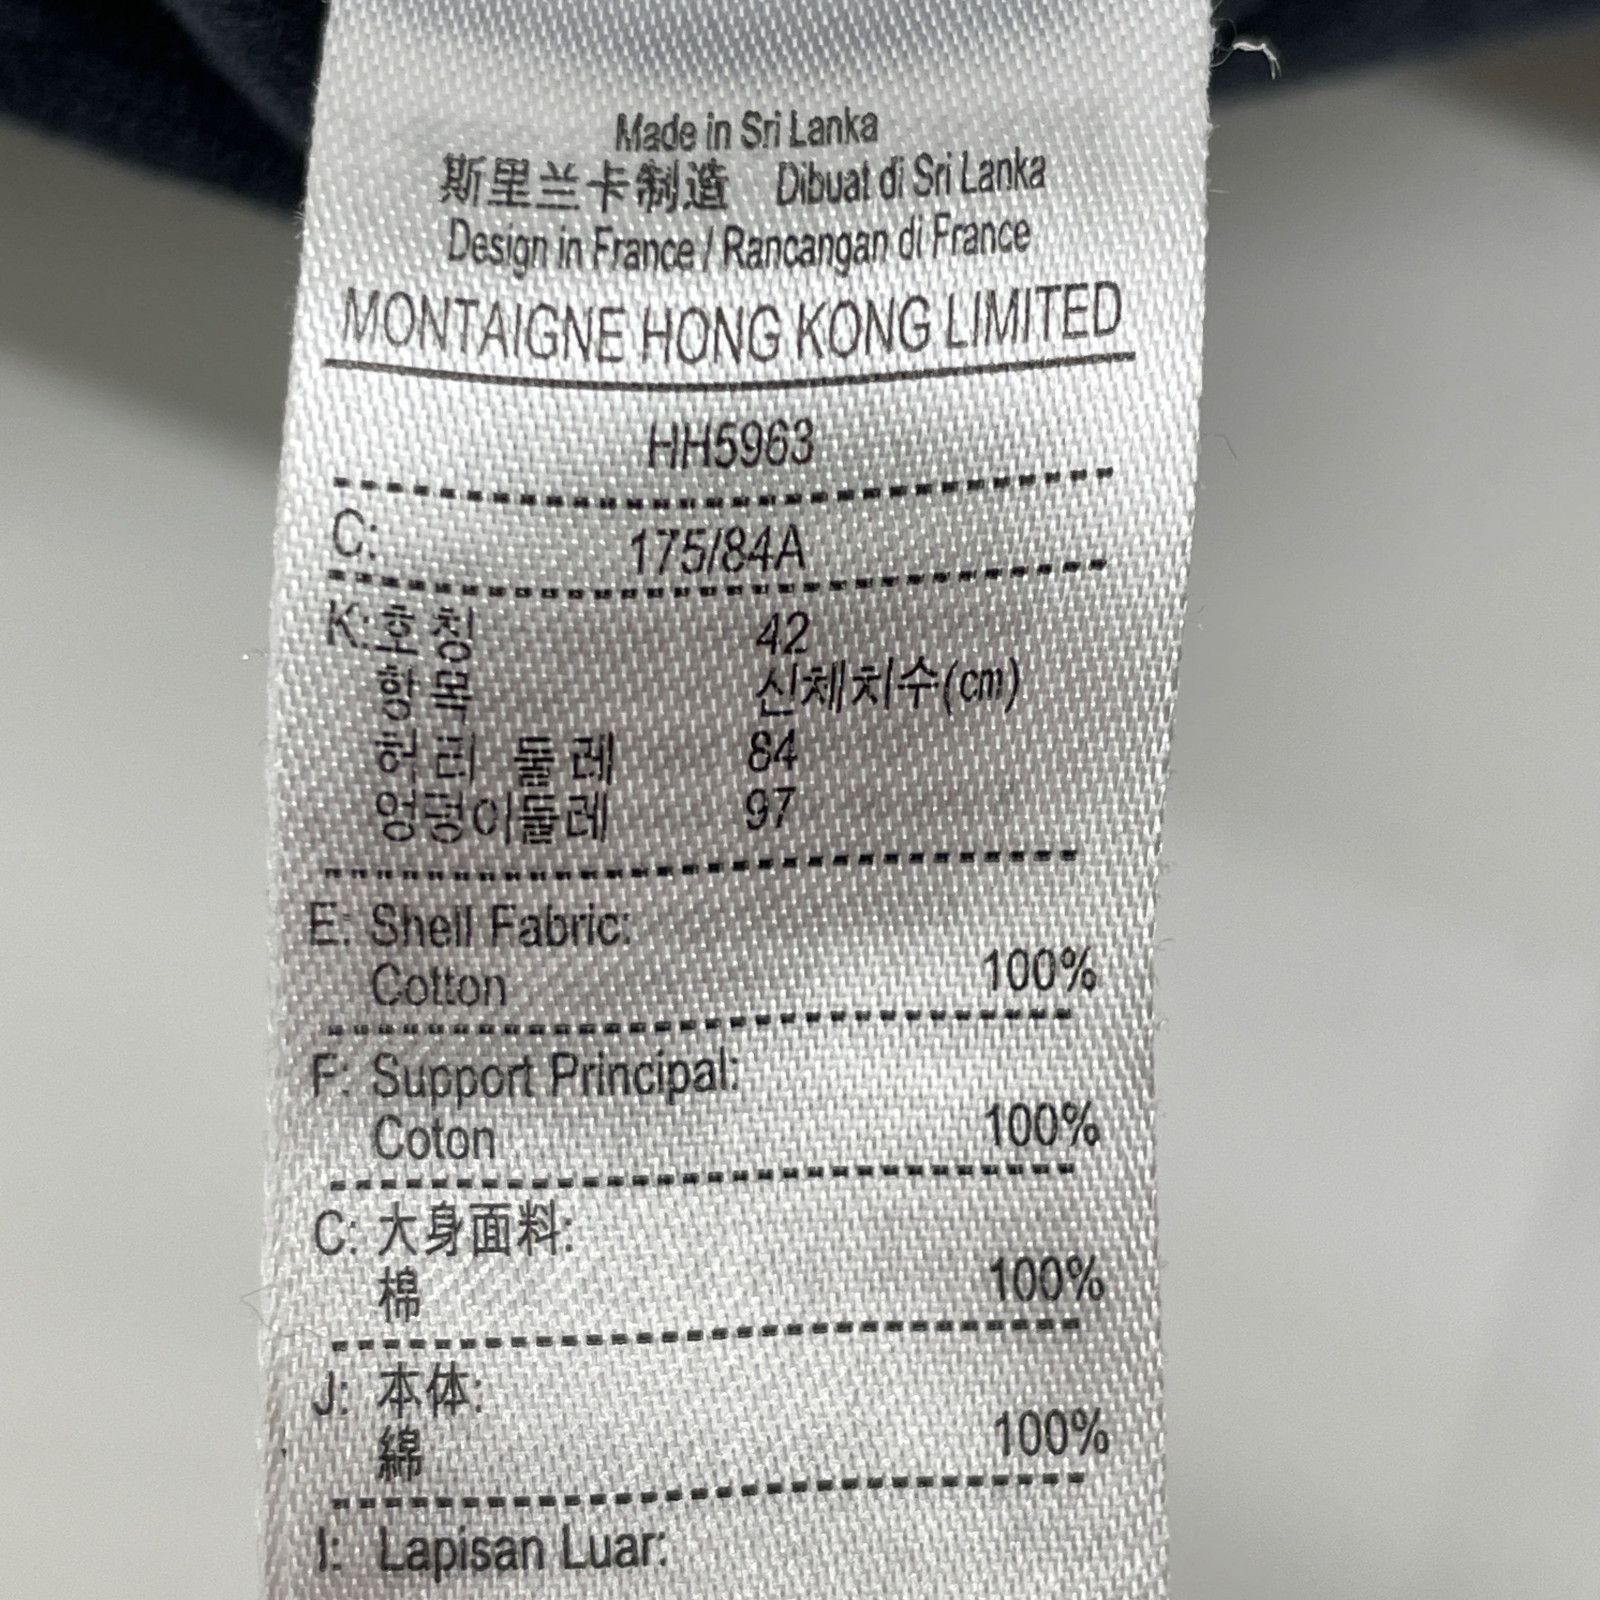 Made in Sri Lanka
斯里兰卡制造 Dibuat di Sri Lanka
Design in France / Rancangan di France
MONTAIGNE HONG KONG LIMITED
HH5963
C: 175/84A
K: 호칭 42
항목 신체치수(cm)
허리 둘레 84
엉덩이둘레 97
E: Shell Fabric:
Cotton 100%
F: Support Principal:
Coton 100%
C: 大身面料:
棉 100%
J: 本体:
綿 100%
I: Lapisan Luar: